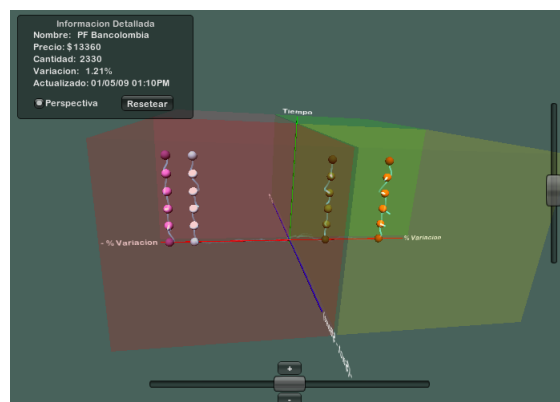 Informacion Detallada
Nombre: PF Bancolombia
Precio: $13360
Cantidad: 2330
Variacion: 1.21%
Actualizado: 01/05/09 01:10PM
Perspectiva
Resetear
Tiempo
- % Variacion
% Variacion
+
-